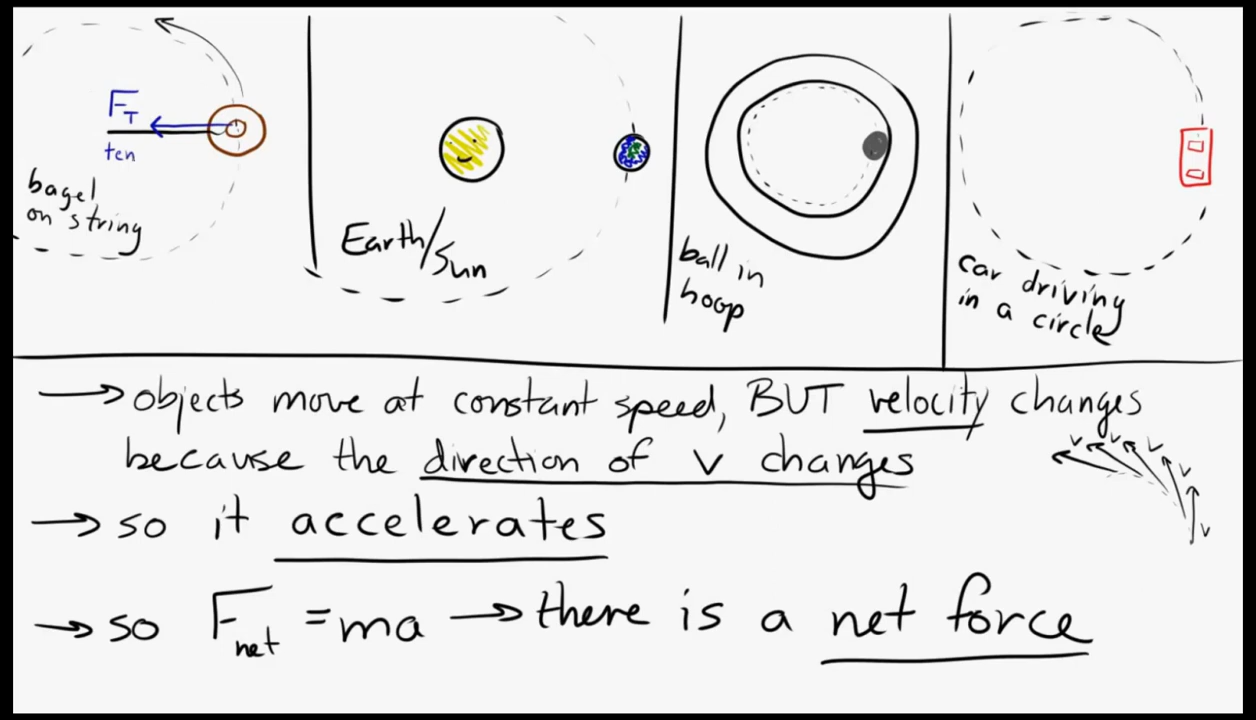 F_T
ten
bagel
on string
Earth/Sun
ball in
hoop
car driving
in a circle
→ objects move at constant speed, BUT velocity changes
because the direction of v changes
v v v v v
→ so it accelerates
→ so F_net = ma → there is a net force